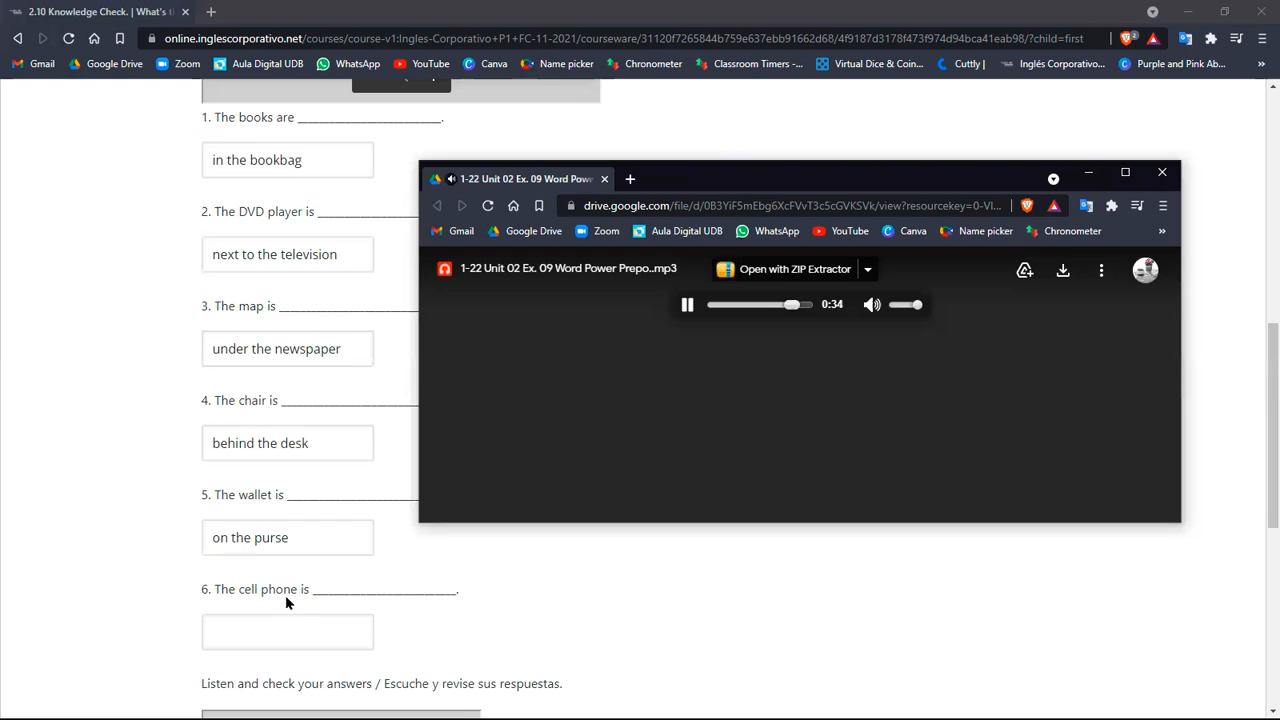 2.10 Knowledge Check. | What's
online.inglescorporativo.net/courses/course-v1:Ingles-Corporativo+P1+FC-11-2021/courseware/31120f7265844b759e637ebb91662d68/4f9187d3178f473f974d94bca41eab98/?child=first
2
Gmail
Google Drive
Zoom
Aula Digital UDB
WhatsApp
YouTube
Canva
Name picker
Chronometer
Classroom Timers -...
Virtual Dice & Coin...
Cuttly |
Inglés Corporativo...
Purple and Pink Ab...
1. The books are ________________________.
in the bookbag
2. The DVD player is ________________
next to the television
3. The map is ______________________
under the newspaper
4. The chair is ______________________
behind the desk
5. The wallet is _____________________
on the purse
6. The cell phone is ________________________.
Listen and check your answers / Escuche y revise sus respuestas.
1-22 Unit 02 Ex. 09 Word Pow
drive.google.com/file/d/0B3YiF5mEbg6XcFVvT3c5cGVKSVk/view?resourcekey=0-Vl...
Gmail
Google Drive
Zoom
Aula Digital UDB
WhatsApp
YouTube
Canva
Name picker
Chronometer
1-22 Unit 02 Ex. 09 Word Power Prepo..mp3
Open with ZIP Extractor
0:34